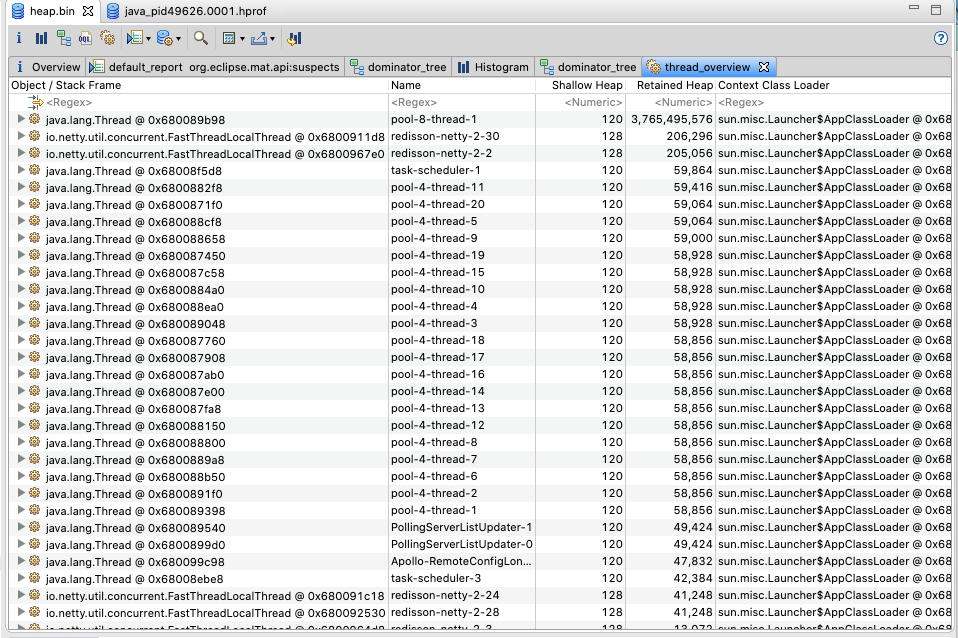 heap.bin java_pid49626.0001.hprof
i Overview default_report org.eclipse.mat.api:suspects dominator_tree Histogram dominator_tree thread_overview
Object / Stack Frame Name Shallow Heap Retained Heap Context Class Loader
<Regex> <Regex> <Numeric> <Numeric> <Regex>
java.lang.Thread @ 0x680089b98 pool-8-thread-1 120 3,765,495,576 sun.misc.Launcher$AppClassLoader @ 0x68
io.netty.util.concurrent.FastThreadLocalThread @ 0x6800911d8 redisson-netty-2-30 128 206,296 sun.misc.Launcher$AppClassLoader @ 0x68
io.netty.util.concurrent.FastThreadLocalThread @ 0x6800967e0 redisson-netty-2-2 128 205,056 sun.misc.Launcher$AppClassLoader @ 0x68
java.lang.Thread @ 0x68008f5d8 task-scheduler-1 120 59,864 sun.misc.Launcher$AppClassLoader @ 0x68
java.lang.Thread @ 0x6800882f8 pool-4-thread-11 120 59,416 sun.misc.Launcher$AppClassLoader @ 0x68
java.lang.Thread @ 0x6800871f0 pool-4-thread-20 120 59,064 sun.misc.Launcher$AppClassLoader @ 0x68
java.lang.Thread @ 0x680088cf8 pool-4-thread-5 120 59,064 sun.misc.Launcher$AppClassLoader @ 0x68
java.lang.Thread @ 0x680088658 pool-4-thread-9 120 59,000 sun.misc.Launcher$AppClassLoader @ 0x68
java.lang.Thread @ 0x680087450 pool-4-thread-19 120 58,928 sun.misc.Launcher$AppClassLoader @ 0x68
java.lang.Thread @ 0x680087c58 pool-4-thread-15 120 58,928 sun.misc.Launcher$AppClassLoader @ 0x68
java.lang.Thread @ 0x6800884a0 pool-4-thread-10 120 58,928 sun.misc.Launcher$AppClassLoader @ 0x68
java.lang.Thread @ 0x680088ea0 pool-4-thread-4 120 58,928 sun.misc.Launcher$AppClassLoader @ 0x68
java.lang.Thread @ 0x680089048 pool-4-thread-3 120 58,928 sun.misc.Launcher$AppClassLoader @ 0x68
java.lang.Thread @ 0x680087760 pool-4-thread-18 120 58,856 sun.misc.Launcher$AppClassLoader @ 0x68
java.lang.Thread @ 0x680087908 pool-4-thread-17 120 58,856 sun.misc.Launcher$AppClassLoader @ 0x68
java.lang.Thread @ 0x680087ab0 pool-4-thread-16 120 58,856 sun.misc.Launcher$AppClassLoader @ 0x68
java.lang.Thread @ 0x680087e00 pool-4-thread-14 120 58,856 sun.misc.Launcher$AppClassLoader @ 0x68
java.lang.Thread @ 0x680087fa8 pool-4-thread-13 120 58,856 sun.misc.Launcher$AppClassLoader @ 0x68
java.lang.Thread @ 0x680088150 pool-4-thread-12 120 58,856 sun.misc.Launcher$AppClassLoader @ 0x68
java.lang.Thread @ 0x680088800 pool-4-thread-8 120 58,856 sun.misc.Launcher$AppClassLoader @ 0x68
java.lang.Thread @ 0x6800889a8 pool-4-thread-7 120 58,856 sun.misc.Launcher$AppClassLoader @ 0x68
java.lang.Thread @ 0x680088b50 pool-4-thread-6 120 58,856 sun.misc.Launcher$AppClassLoader @ 0x68
java.lang.Thread @ 0x6800891f0 pool-4-thread-2 120 58,856 sun.misc.Launcher$AppClassLoader @ 0x68
java.lang.Thread @ 0x680089398 pool-4-thread-1 120 58,856 sun.misc.Launcher$AppClassLoader @ 0x68
java.lang.Thread @ 0x680089540 PollingServerListUpdater-1 120 49,424 sun.misc.Launcher$AppClassLoader @ 0x68
java.lang.Thread @ 0x6800899d0 PollingServerListUpdater-0 120 49,424 sun.misc.Launcher$AppClassLoader @ 0x68
java.lang.Thread @ 0x680099c98 Apollo-RemoteConfigLon... 120 47,832 sun.misc.Launcher$AppClassLoader @ 0x68
java.lang.Thread @ 0x68008ebe8 task-scheduler-3 120 42,384 sun.misc.Launcher$AppClassLoader @ 0x68
io.netty.util.concurrent.FastThreadLocalThread @ 0x680091c18 redisson-netty-2-24 128 41,248 sun.misc.Launcher$AppClassLoader @ 0x68
io.netty.util.concurrent.FastThreadLocalThread @ 0x680092530 redisson-netty-2-28 128 41,248 sun.misc.Launcher$AppClassLoader @ 0x68